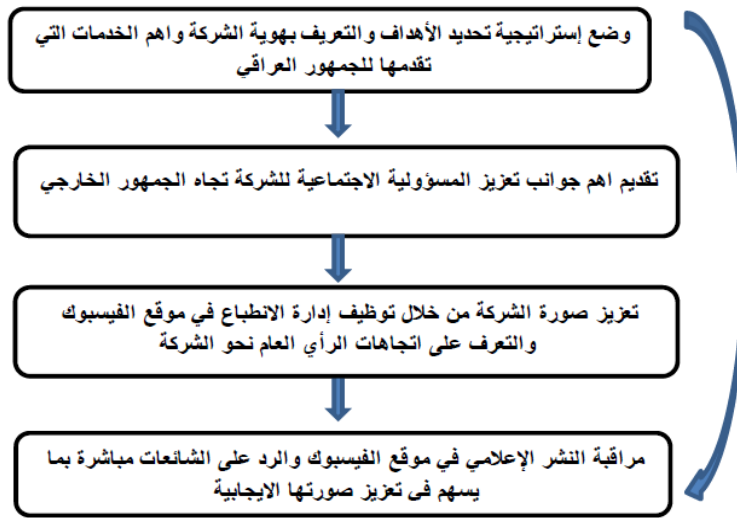 وضع إستراتيجية تحديد الأهداف والتعريف بهوية الشركة واهم الخدمات التي
تقدمها للجمهور العراقي
تقديم اهم جوانب تعزيز المسؤولية الاجتماعية للشركة تجاه الجمهور الخارجي
تعزيز صورة الشركة من خلال توظيف إدارة الانطباع في موقع الفيسبوك
والتعرف على اتجاهات الرأي العام نحو الشركة
مراقبة النشر الإعلامي في موقع الفيسبوك والرد على الشائعات مباشرة بما
يسهم في تعزيز صورتها الايجابية